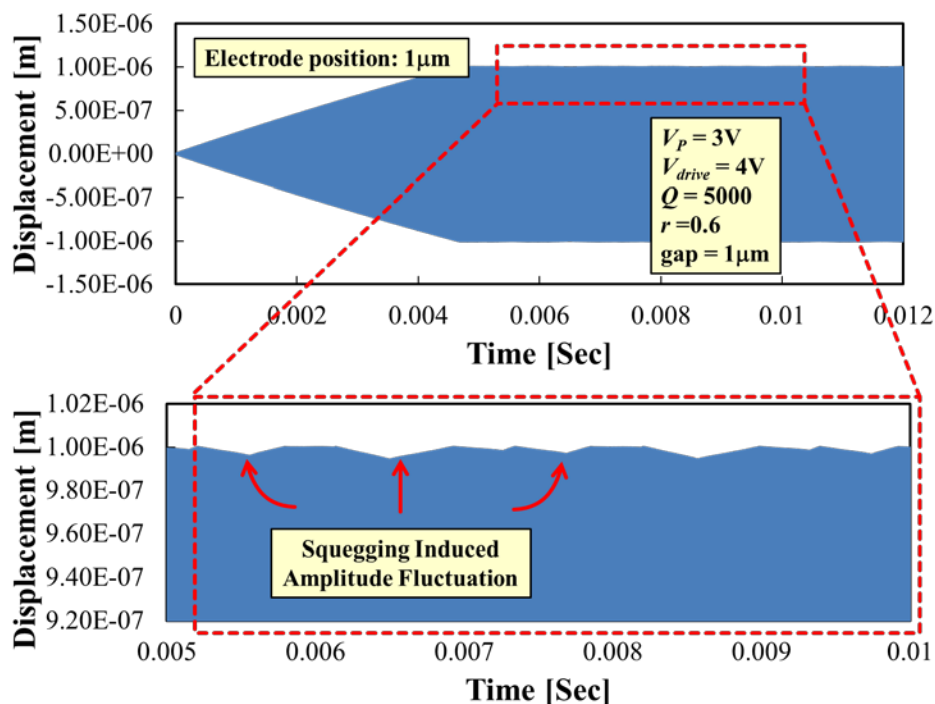 1.50E-06
1.00E-06
5.00E-07
0.00E+00
-5.00E-07
-1.00E-06
-1.50E-06
Displacement [m]
Electrode position: 1μm
V_P = 3V
V_drive = 4V
Q = 5000
r =0.6
gap = 1μm
0 0.002 0.004 0.006 0.008 0.01 0.012
Time [Sec]
1.02E-06
1.00E-06
9.80E-07
9.60E-07
9.40E-07
9.20E-07
Displacement [m]
Squegging Induced
Amplitude Fluctuation
0.005 0.006 0.007 0.008 0.009 0.01
Time [Sec]